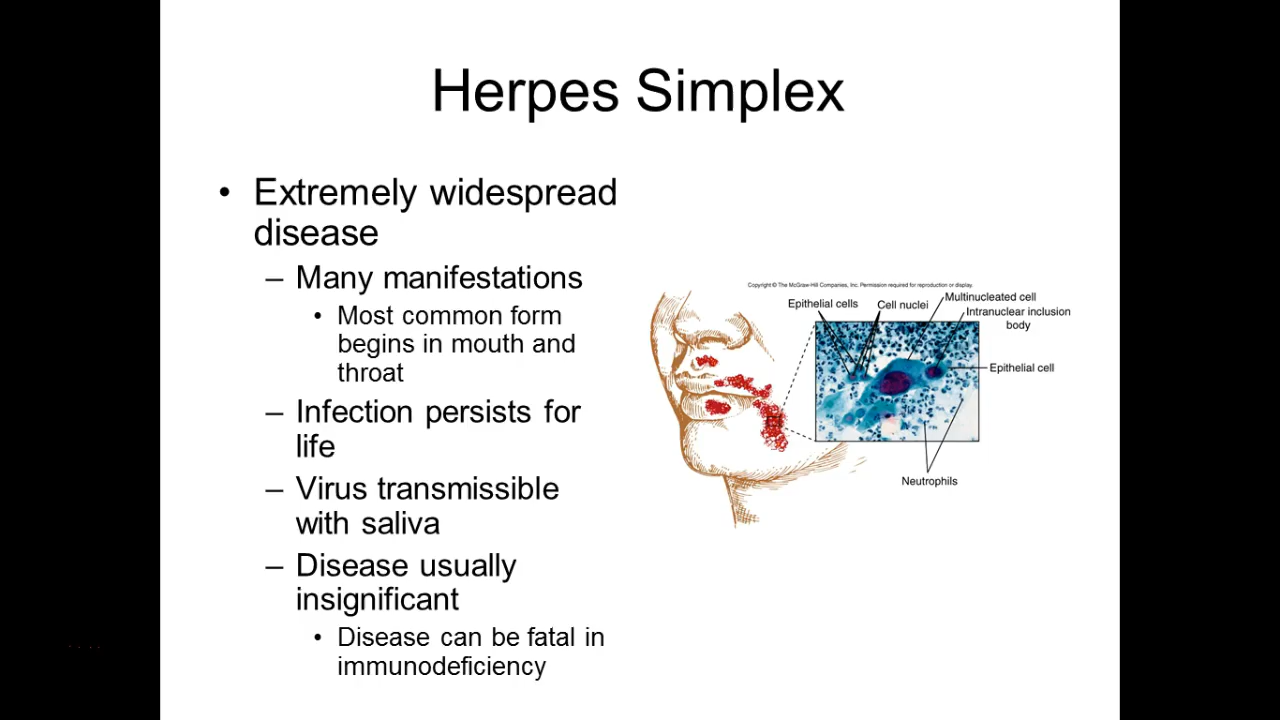 Herpes Simplex
• Extremely widespread
disease
– Many manifestations
• Most common form
begins in mouth and
throat
– Infection persists for
life
– Virus transmissible
with saliva
– Disease usually
insignificant
• Disease can be fatal in
immunodeficiency
Copyright © The McGraw-Hill Companies, Inc. Permission required for reproduction or display.
Epithelial cells
Cell nuclei
Multinucleated cell
Intranuclear inclusion
body
Epithelial cell
Neutrophils